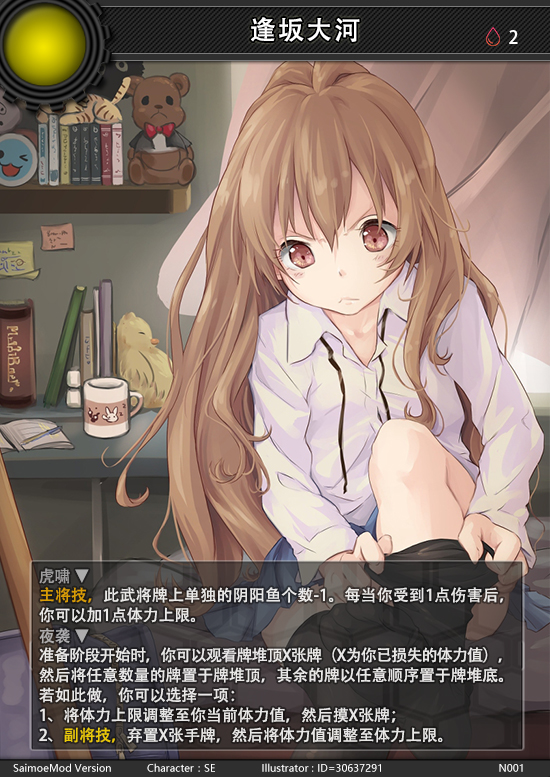 逢坂大河
2
虎啸▼
主将技，此武将牌上单独的阴阳鱼个数-1。每当你受到1点伤害后，
你可以加1点体力上限。
夜袭▼
准备阶段开始时，你可以观看牌堆顶X张牌（X为你已损失的体力值），
然后将任意数量的牌置于牌堆顶，其余的牌以任意顺序置于牌堆底。
若如此做，你可以选择一项：
1、将体力上限调整至你当前体力值，然后摸X张牌；
2、副将技，弃置X张手牌，然后将体力值调整至体力上限。
SaimoeMod Version Character : SE Illustrator : ID=30637291 N001